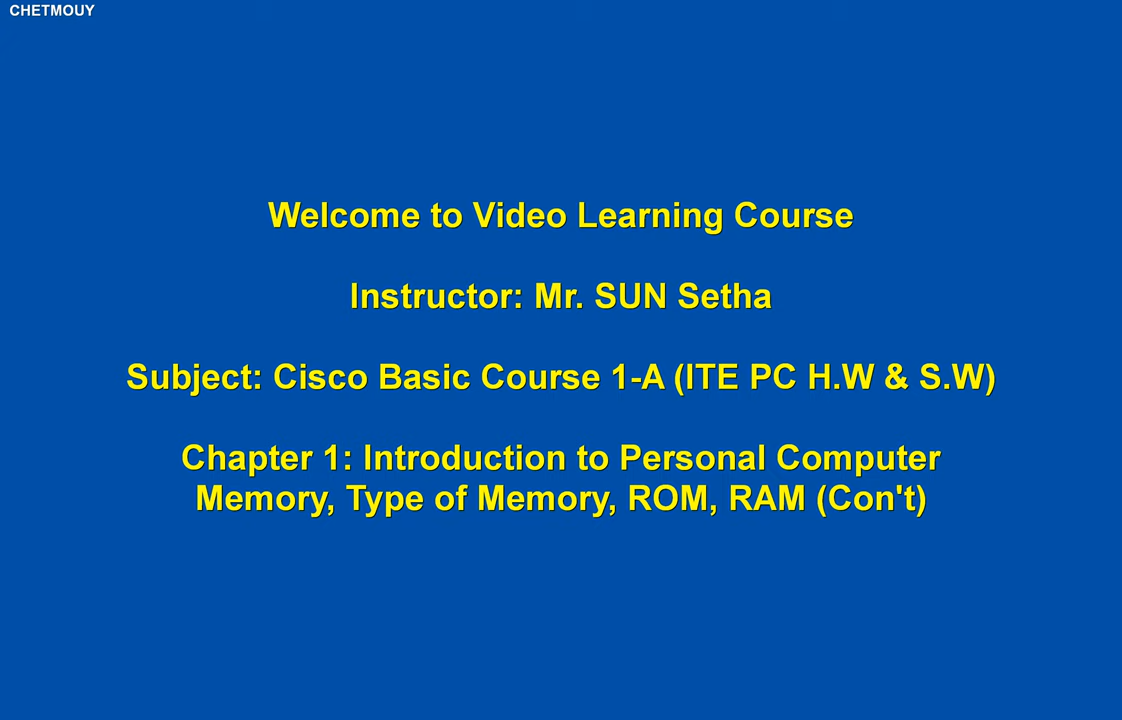 CHETMOUY
Welcome to Video Learning Course
Instructor: Mr. SUN Setha
Subject: Cisco Basic Course 1-A (ITE PC H.W & S.W)
Chapter 1: Introduction to Personal Computer
Memory, Type of Memory, ROM, RAM (Con't)